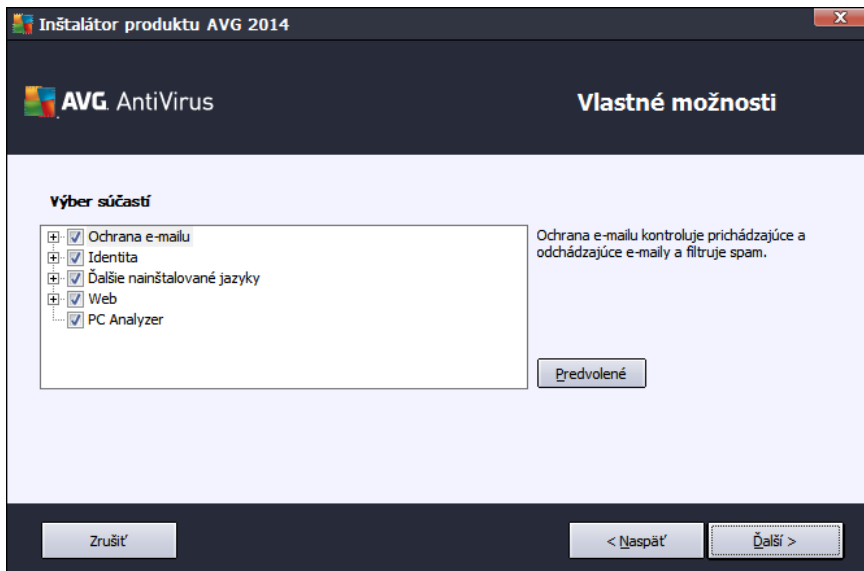 Inštalátor produktu AVG 2014
AVG. AntiVirus
Vlastné možnosti
Výber súčastí
Ochrana e-mailu
Identita
Ďalšie nainštalované jazyky
Web
PC Analyzer
Ochrana e-mailu kontroluje prichádzajúce a
odchádzajúce e-maily a filtruje spam.
Predvolené
Zrušiť
< Naspäť
Ďalší >